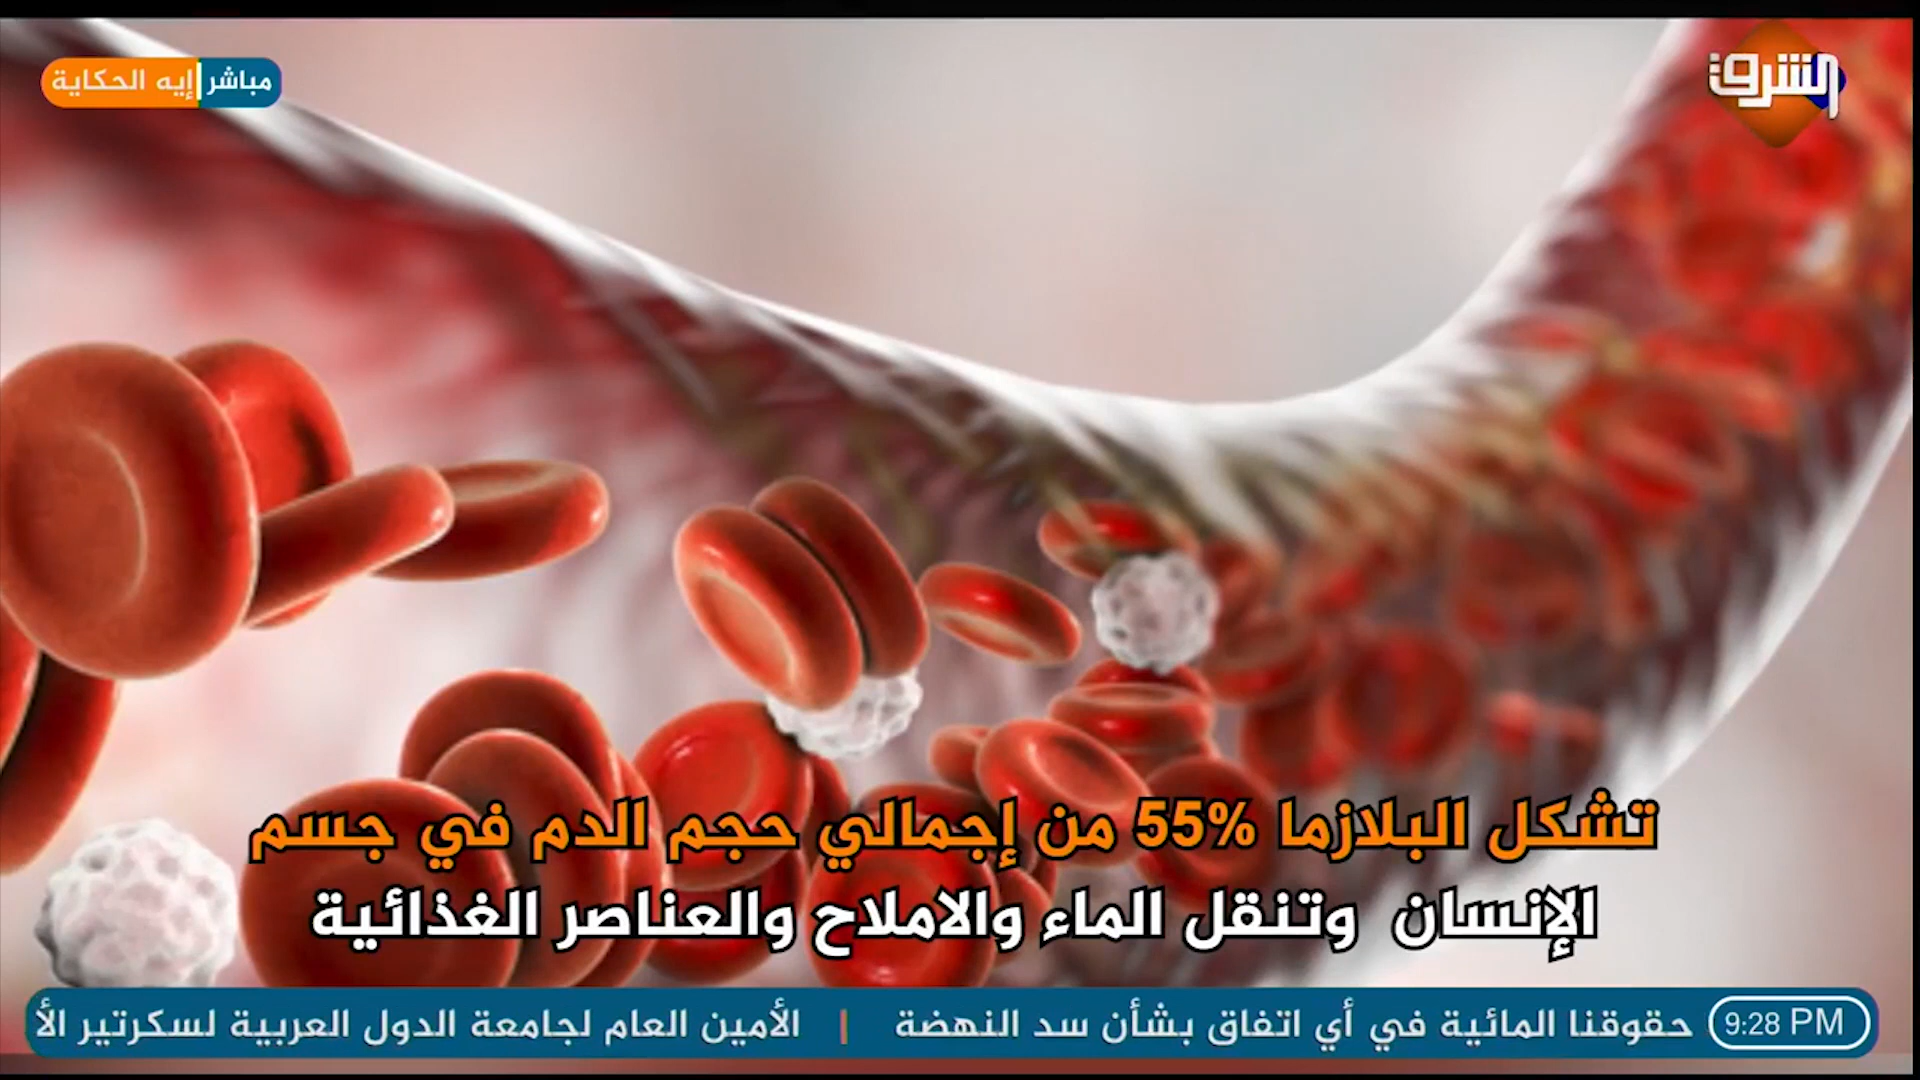 مباشر إيه الحكاية
الشرق
تشكل البلازما 55% من إجمالي حجم الدم في جسم
الإنسان وتنقل الماء والاملاح والعناصر الغذائية
9:28 PM
حقوقنا المائية في أي اتفاق بشأن سد النهضة | الأمين العام لجامعة الدول العربية لسكرتير الأ